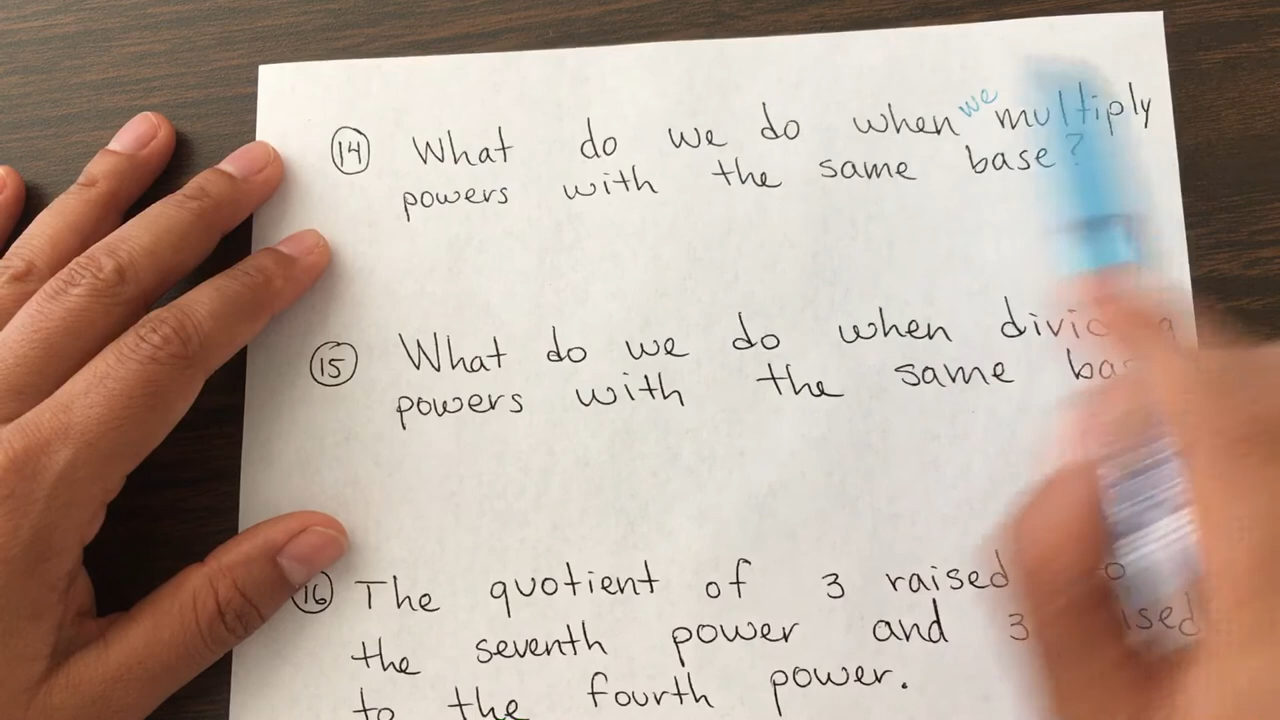 14 What do we do when we multiply
powers with the same base?
15 What do we do when
powers with the same
16 The quotient of 3 raised
the seventh power and 3
to the fourth power.